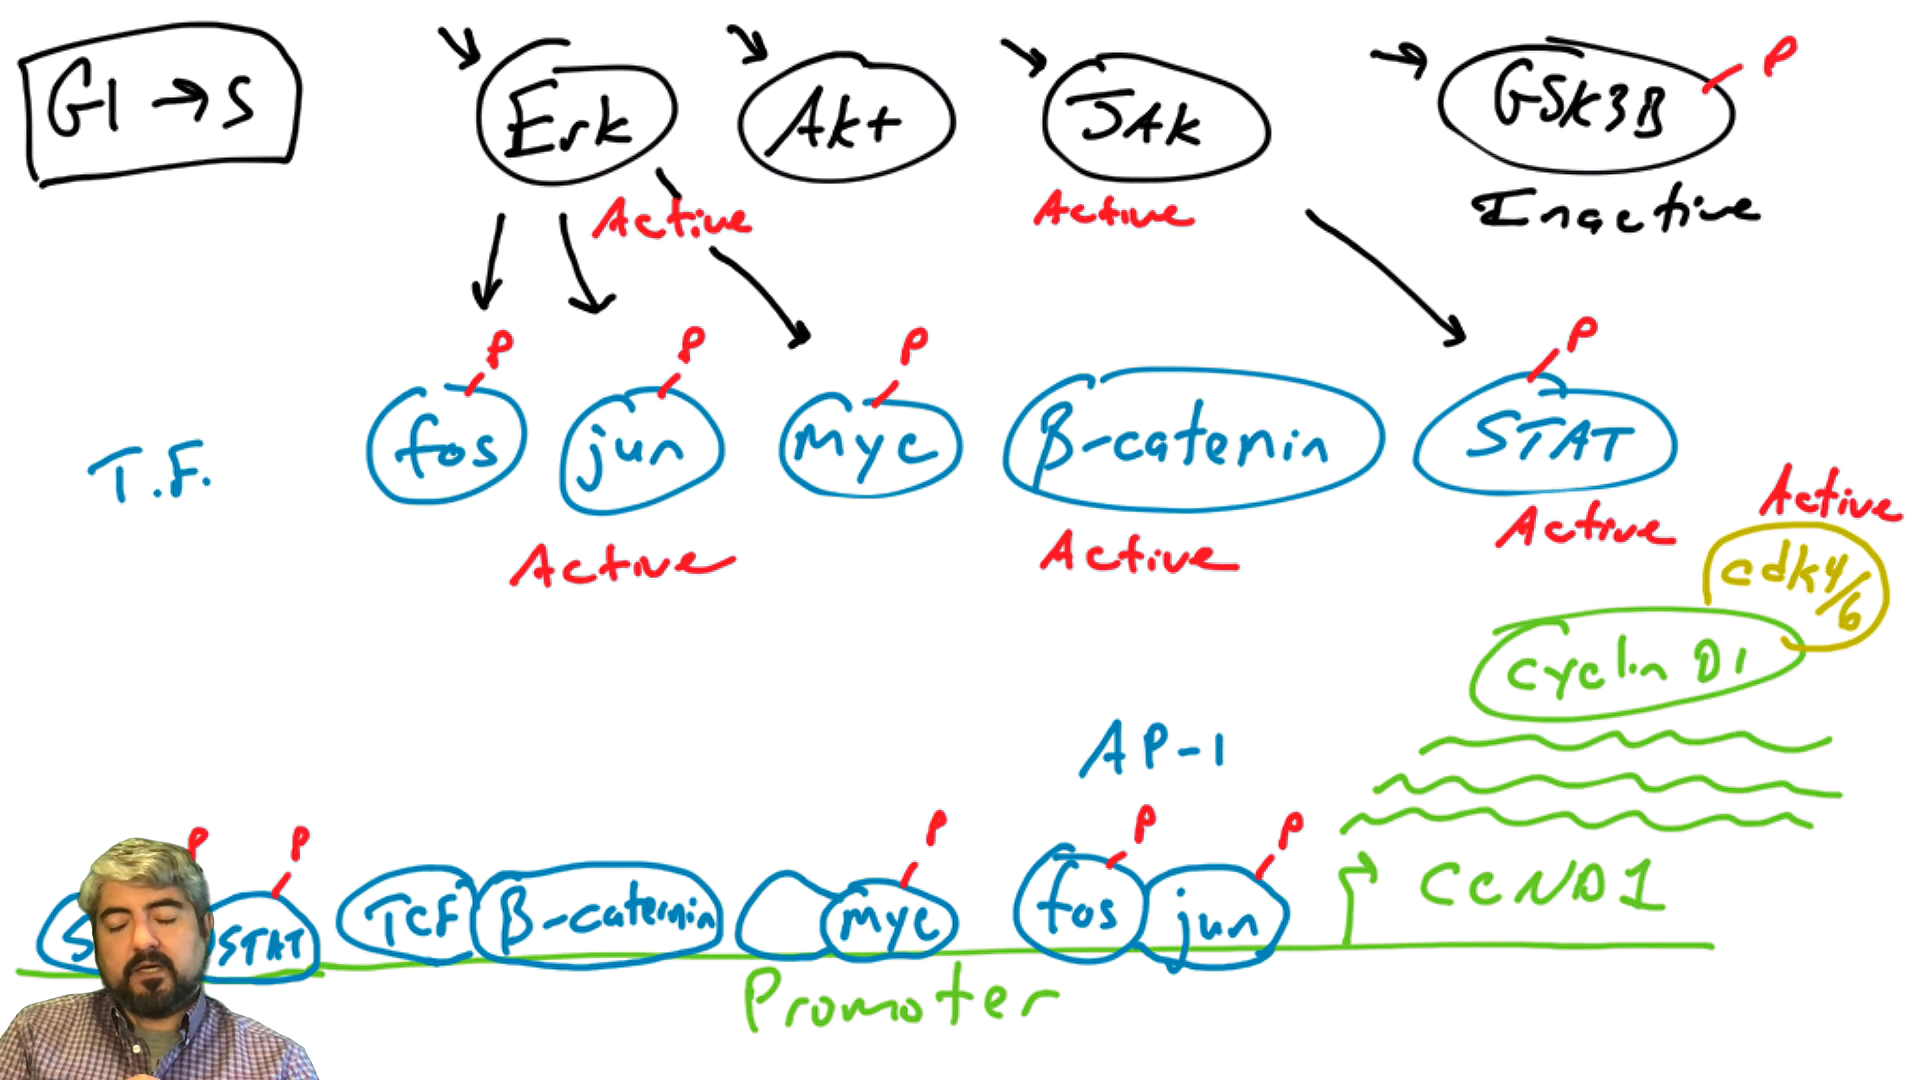 G1 → S
Erk
Akt
JAK
GSK3B
P
Active
Active
Inactive
P
P
P
P
T.F.
fos
jun
myc
β-catenin
STAT
Active
Active
Active
Active
cdk4/6
cyclin D1
AP-1
P
P
P
P
P
S
STAT
TCF
β-catenin
myc
fos
jun
CCND1
Promoter